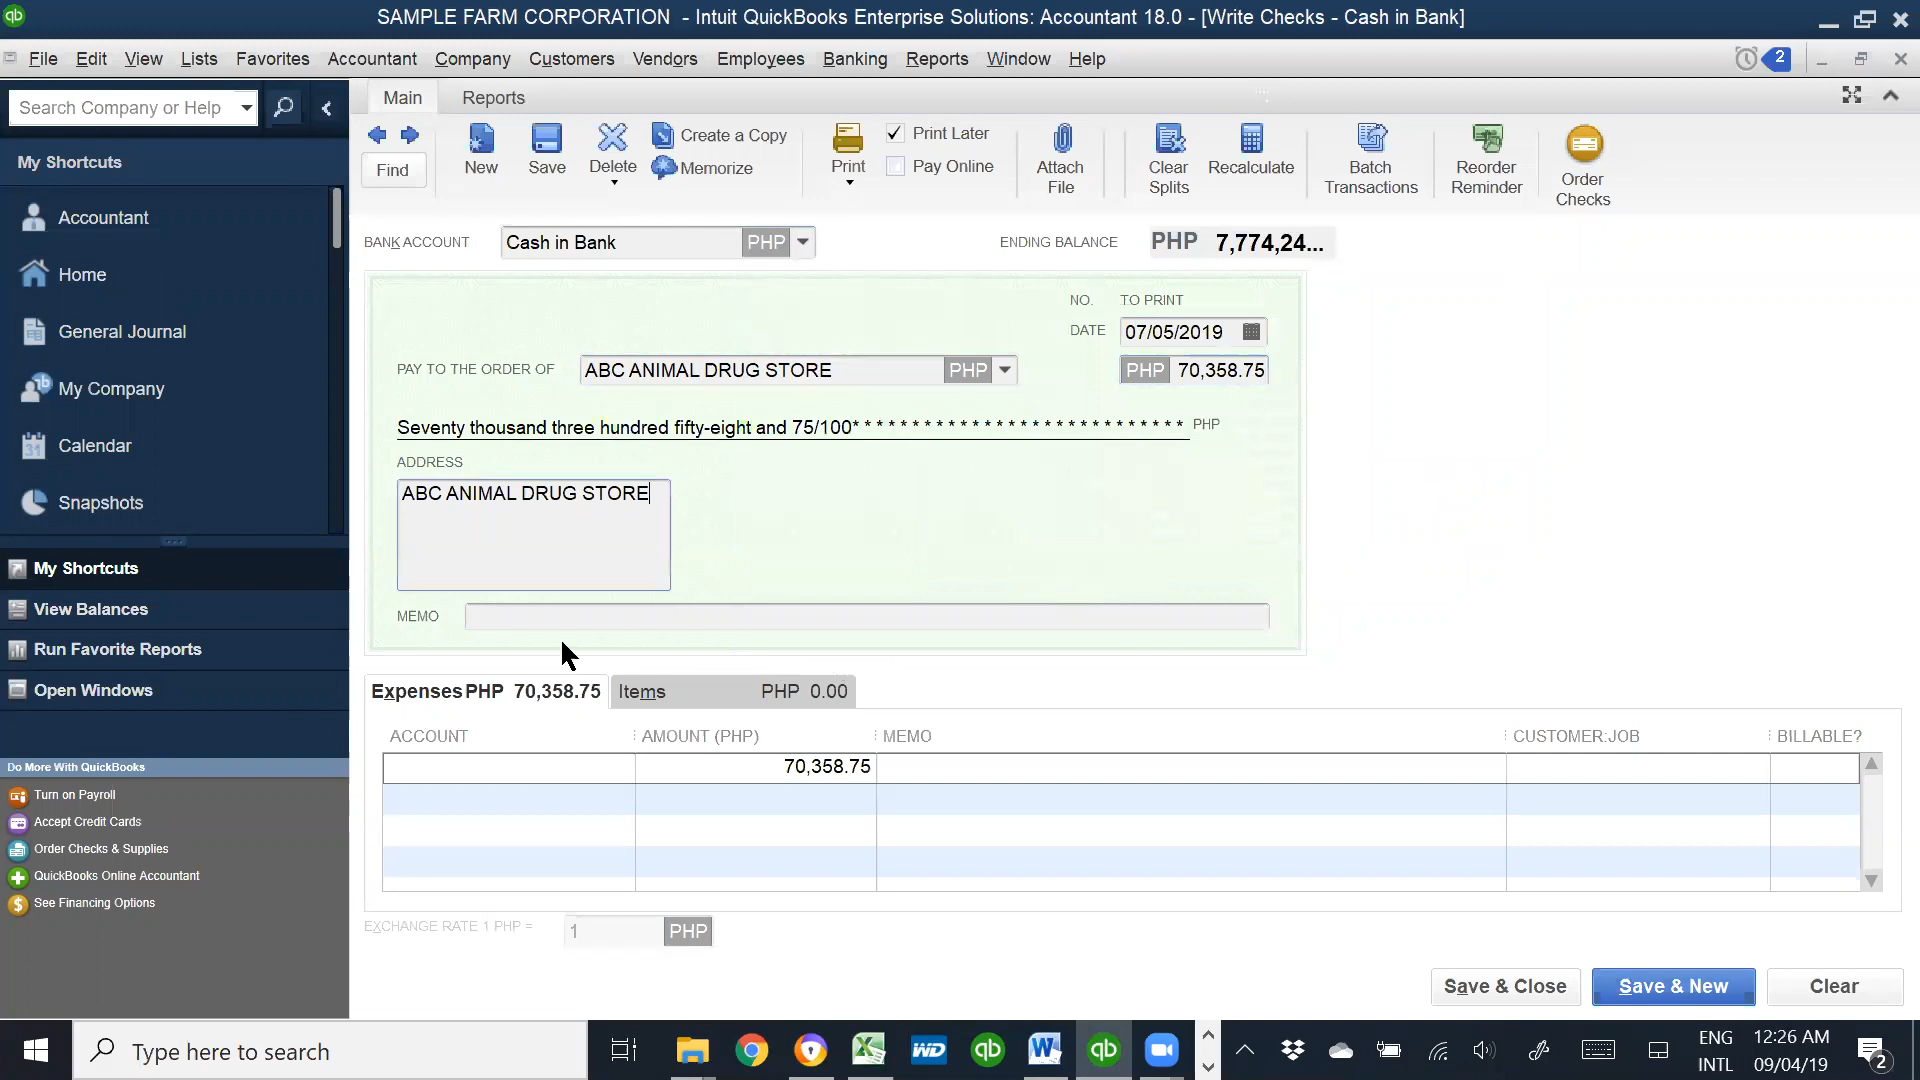 SAMPLE FARM CORPORATION - Intuit QuickBooks Enterprise Solutions: Accountant 18.0 - [Write Checks - Cash in Bank]
File Edit View Lists Favorites Accountant Company Customers Vendors Employees Banking Reports Window Help
2
Search Company or Help
Main Reports
My Shortcuts
Accountant
Home
General Journal
My Company
Calendar
Snapshots
My Shortcuts
View Balances
Run Favorite Reports
Open Windows
Do More With QuickBooks
Turn on Payroll
Accept Credit Cards
Order Checks & Supplies
QuickBooks Online Accountant
See Financing Options
Find
New
Save
Delete
Create a Copy
Memorize
Print
Print Later
Pay Online
Attach
File
Clear
Splits
Recalculate
Batch
Transactions
Reorder
Reminder
Order
Checks
BANK ACCOUNT Cash in Bank PHP ENDING BALANCE PHP 7,774,24...
NO. TO PRINT
DATE 07/05/2019
PAY TO THE ORDER OF ABC ANIMAL DRUG STORE PHP PHP 70,358.75
Seventy thousand three hundred fifty-eight and 75/100* * * * * * * * * * * * * * * * * * * * * * * * * * * * PHP
ADDRESS
ABC ANIMAL DRUG STORE
MEMO
Expenses PHP 70,358.75 Items PHP 0.00
ACCOUNT AMOUNT (PHP) MEMO CUSTOMER:JOB BILLABLE?
70,358.75
EXCHANGE RATE 1 PHP = 1 PHP
Save & Close Save & New Clear
Type here to search
WD
ENG
INTL
12:26 AM
09/04/19
2